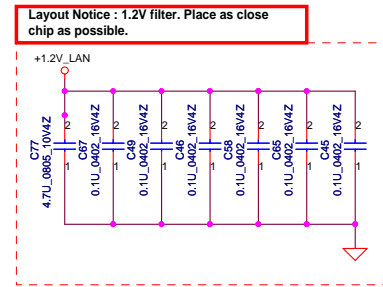 Layout Notice : 1.2V filter. Place as close
chip as possible.
+1.2V_LAN
C77
4.7U_0805_10V4Z
2
1
C67
0.1U_0402_16V4Z
2
1
C49
0.1U_0402_16V4Z
2
1
C46
0.1U_0402_16V4Z
2
1
C58
0.1U_0402_16V4Z
2
1
C65
0.1U_0402_16V4Z
2
1
C45
0.1U_0402_16V4Z
2
1